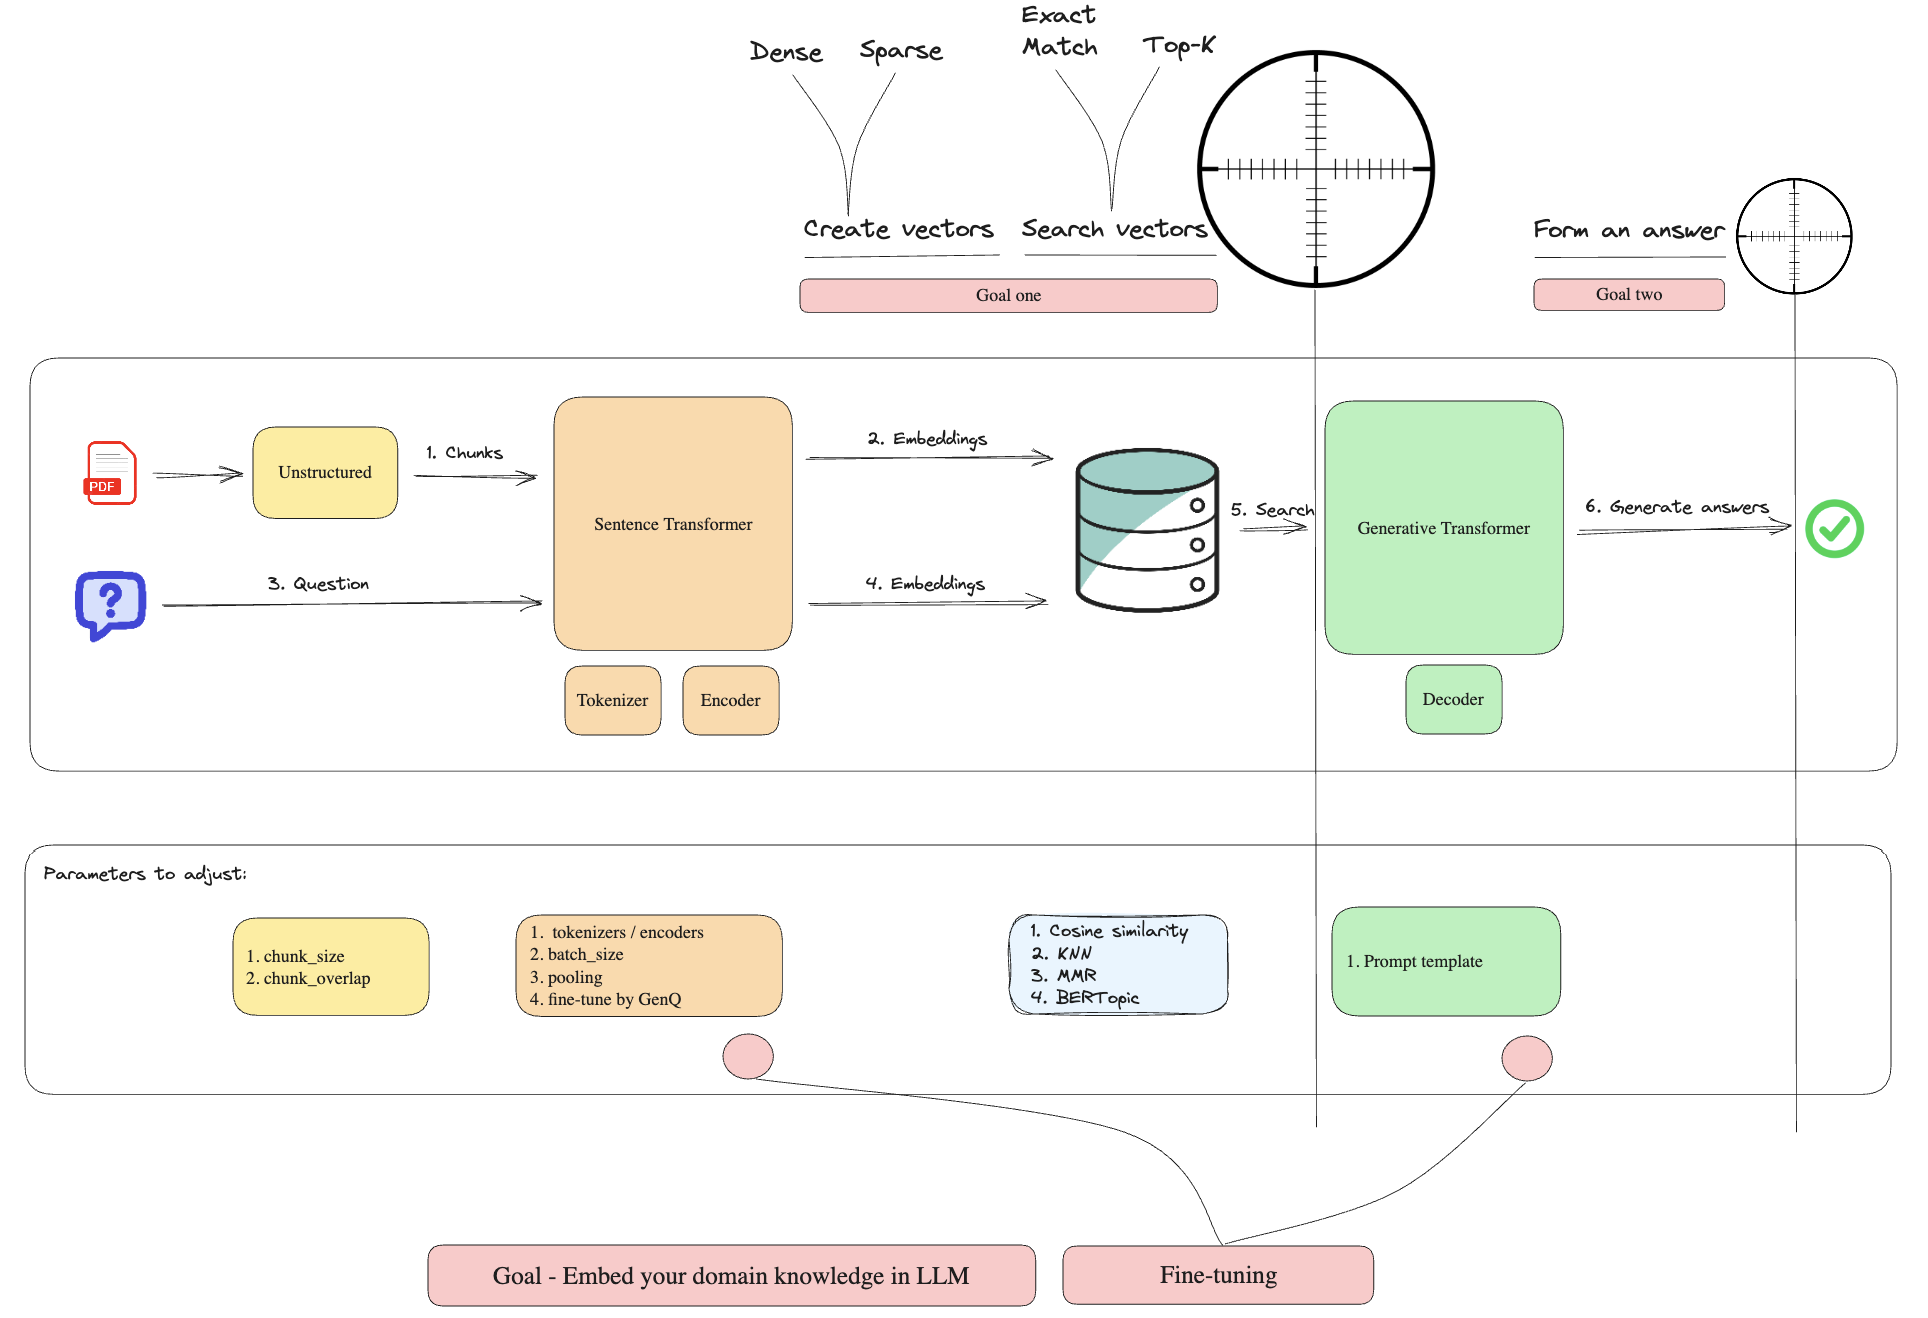 Dense
Sparse
Exact
Match
Top-K
Create vectors
Search vectors
Form an answer
Goal one
Goal two
PDF
Unstructured
1. Chunks
Sentence Transformer
2. Embeddings
5. Search
Generative Transformer
6. Generate answers
?
3. Question
4. Embeddings
Tokenizer
Encoder
Decoder
Parameters to adjust:
1. chunk_size
2. chunk_overlap
1. tokenizers / encoders
2. batch_size
3. pooling
4. fine-tune by GenQ
1. Cosine similarity
2. KNN
3. MMR
4. BERTopic
1. Prompt template
Goal - Embed your domain knowledge in LLM
Fine-tuning